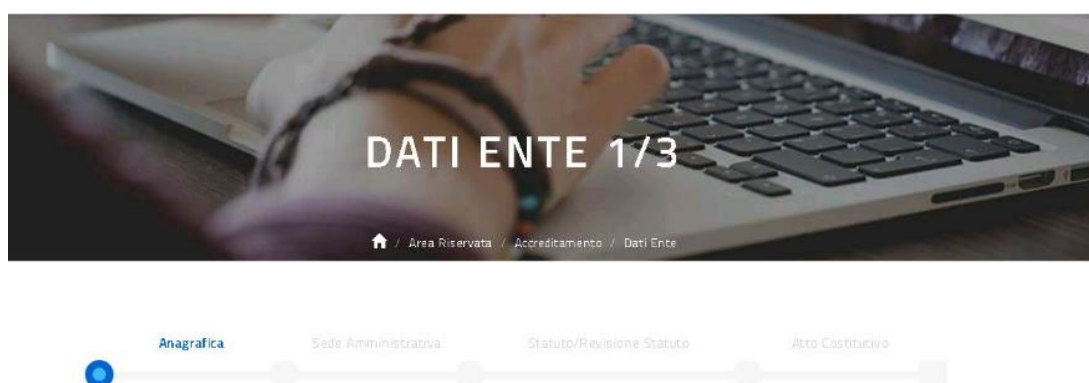 DATI ENTE 1/3
/ Area Riservata / Accreditamento / Dati Ente
Anagrafica Sede Amministrativa Statuto/Revisione Statuto Atto Costitutivo